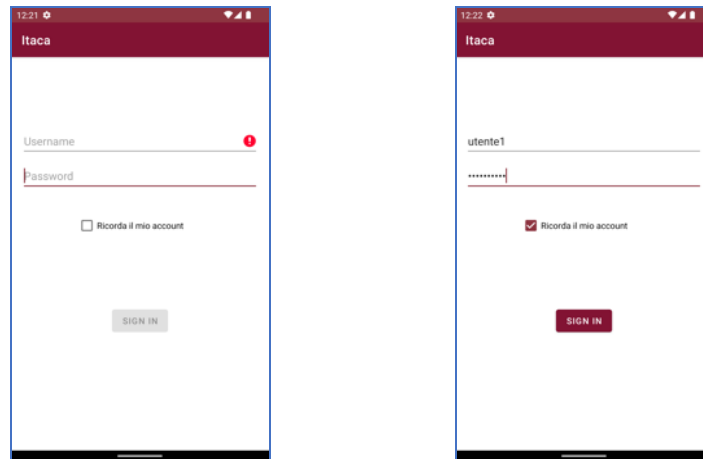 12:21
Itaca
Username
Password
Ricorda il mio account
SIGN IN
12:22
Itaca
utente1
••••••••••
Ricorda il mio account
SIGN IN